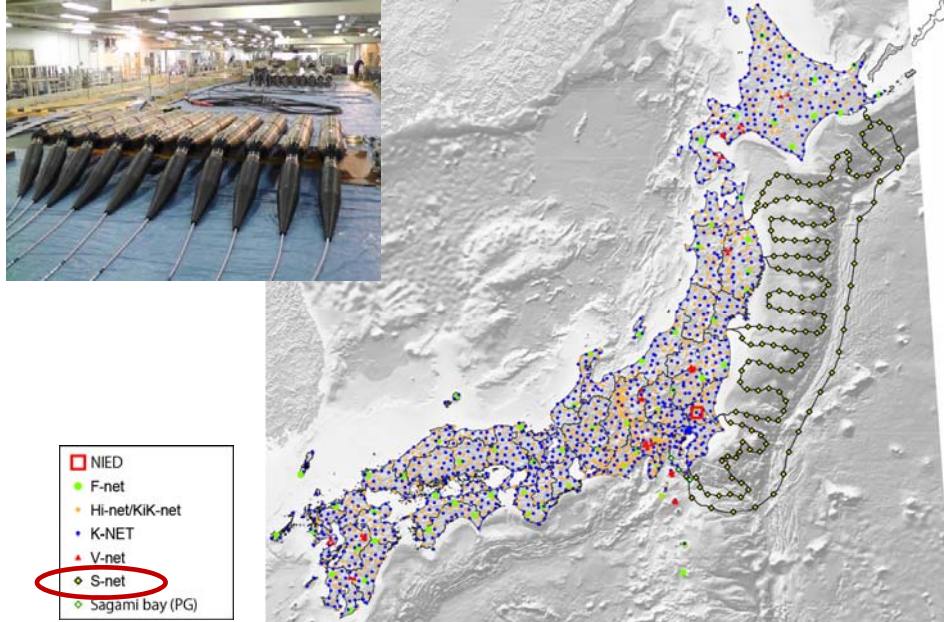 NIED
F-net
Hi-net/KiK-net
K-NET
V-net
S-net
Sagami bay (PG)